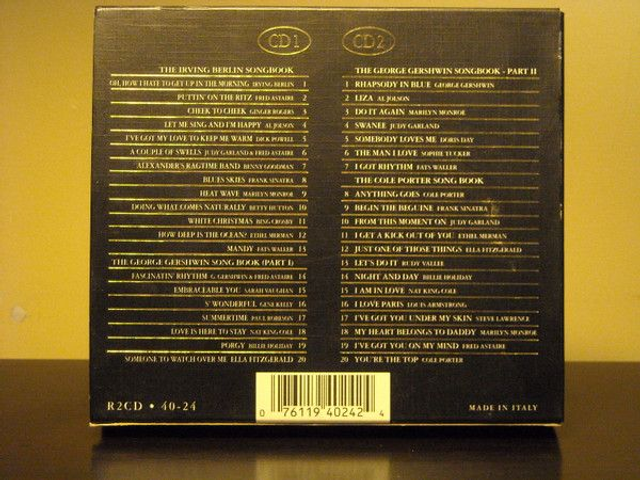 CD 1
THE IRVING BERLIN SONGBOOK
OH, HOW I HATE TO GET UP IN THE MORNING IRVING BERLIN 1
PUTTIN' ON THE RITZ FRED ASTAIRE 2
CHEEK TO CHEEK GINGER ROGERS 3
LET ME SING AND I'M HAPPY AL JOLSON 4
I'VE GOT MY LOVE TO KEEP ME WARM DICK POWELL 5
A COUPLE OF SWELLS JUDY GARLAND & FRED ASTAIRE 6
ALEXANDER'S RAGTIME BAND BENNY GOODMAN 7
BLUES SKIES FRANK SINATRA 8
HEAT WAVE MARILYN MONROE 9
DOING WHAT COMES NATURALLY BETTY HUTTON 10
WHITE CHRISTMAS BING CROSBY 11
HOW DEEP IS THE OCEAN? ETHEL MERMAN 12
MANDY FATS WALLER 13
THE GEORGE GERSHWIN SONG BOOK (PART I)
FASCINATIN' RHYTHM G. GERSHWIN & FRED ASTAIRE 14
EMBRACEABLE YOU SARAH VAUGHAN 15
S' WONDERFUL GENE KELLY 16
SUMMERTIME PAUL ROBESON 17
LOVE IS HERE TO STAY NAT KING COLE 18
PORGY BILLIE HOLIDAY 19
SOMEONE TO WATCH OVER ME ELLA FITZGERALD 20
CD 2
THE GEORGE GERSHWIN SONGBOOK - PART II
1 RHAPSODY IN BLUE GEORGE GERSHWIN
2 LIZA AL JOLSON
3 DO IT AGAIN MARILYN MONROE
4 SWANEE JUDY GARLAND
5 SOMEBODY LOVES ME DORIS DAY
6 THE MAN I LOVE SOPHIE TUCKER
7 I GOT RHYTHM FATS WALLER
THE COLE PORTER SONG BOOK
8 ANYTHING GOES COLE PORTER
9 BEGIN THE BEGUINE FRANK SINATRA
10 FROM THIS MOMENT ON JUDY GARLAND
11 I GET A KICK OUT OF YOU ETHEL MERMAN
12 JUST ONE OF THOSE THINGS ELLA FITZGERALD
13 LET'S DO IT RUDY VALLEE
14 NIGHT AND DAY BILLIE HOLIDAY
15 I AM IN LOVE NAT KING COLE
16 I LOVE PARIS LOUIS ARMSTRONG
17 I'VE GOT YOU UNDER MY SKIN STEVE LAWRENCE
18 MY HEART BELONGS TO DADDY MARILYN MONROE
19 I'VE GOT YOU ON MY MIND FRED ASTAIRE
20 YOU'RE THE TOP COLE PORTER
R2CD • 40-24
0 76119 40242 4
MADE IN ITALY